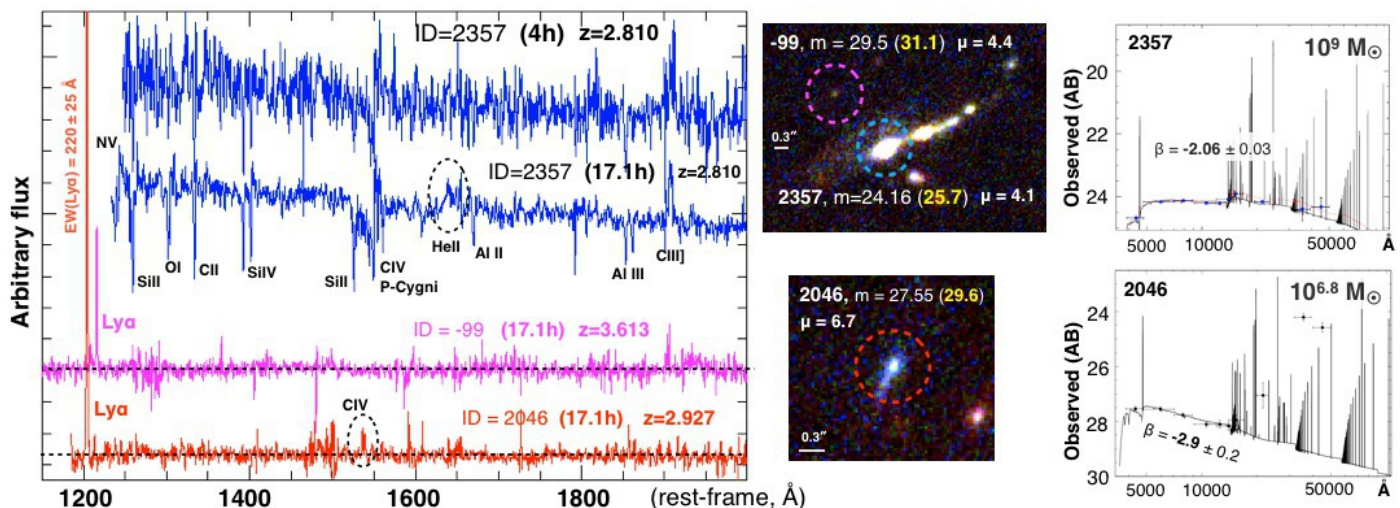 ID=2357 (4h) z=2.810
NV
ID=2357 (17.1h) z=2.810
HeII
SiII
OI
CII
SiIV
SiII
CIV
P-Cygni
Al II
Al III
CIII]
EW(Lyα) = 220 ± 25 Å
Arbitrary flux
Lyα
ID = -99 (17.1h) z=3.613
Lyα
CIV
ID = 2046 (17.1h) z=2.927
1200 1400 1600 1800 (rest-frame, Å)
-99, m = 29.5 (31.1) μ = 4.4
0.3"
2357, m=24.16 (25.7) μ = 4.1
2046, m = 27.55 (29.6)
μ = 6.7
0.3"
2357 10⁹ M⊙
Observed (AB)
20
22
24
β = -2.06 ± 0.03
5000 10000 50000 Å
2046 10⁶·⁸ M⊙
Observed (AB)
24
26
28
30
β = -2.9 ± 0.2
5000 10000 50000 Å